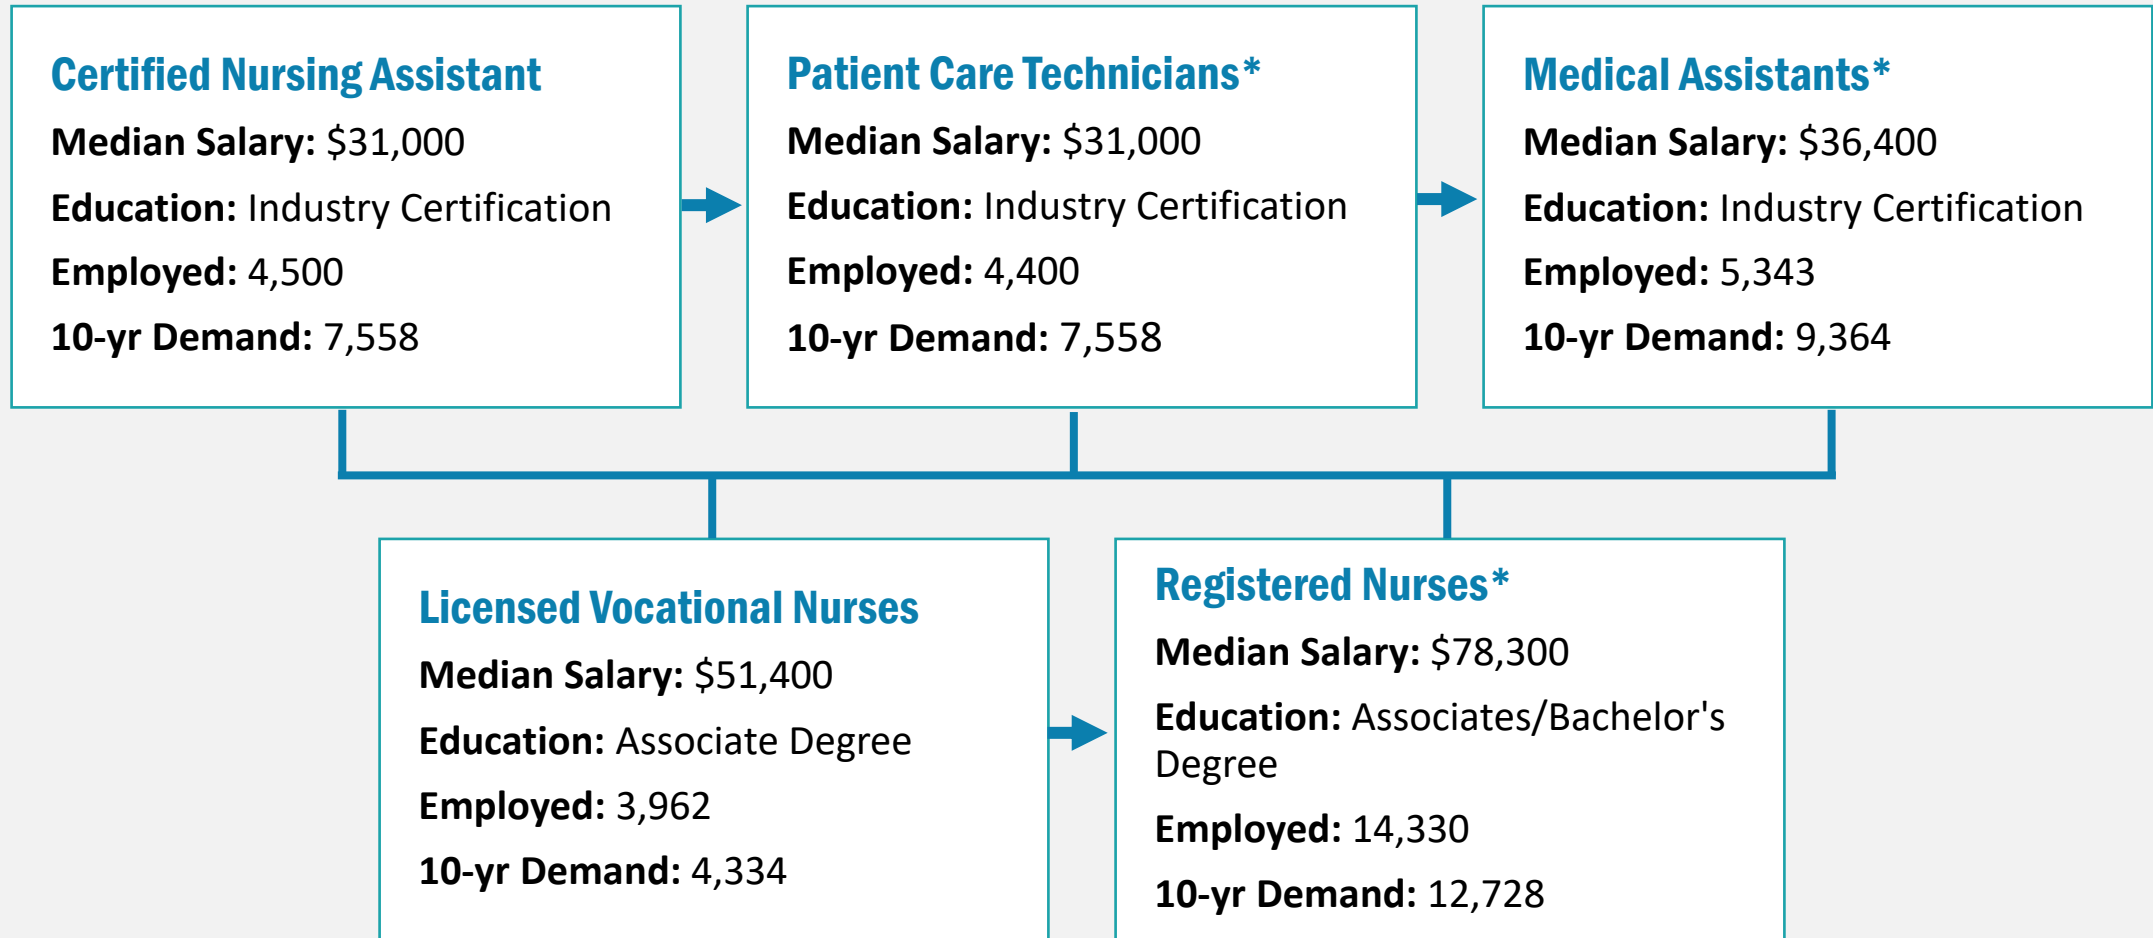 Certified Nursing Assistant
Median Salary: $31,000
Education: Industry Certification
Employed: 4,500
10-yr Demand: 7,558
Patient Care Technicians*
Median Salary: $31,000
Education: Industry Certification
Employed: 4,400
10-yr Demand: 7,558
Medical Assistants*
Median Salary: $36,400
Education: Industry Certification
Employed: 5,343
10-yr Demand: 9,364
Licensed Vocational Nurses
Median Salary: $51,400
Education: Associate Degree
Employed: 3,962
10-yr Demand: 4,334
Registered Nurses*
Median Salary: $78,300
Education: Associates/Bachelor's
Degree
Employed: 14,330
10-yr Demand: 12,728